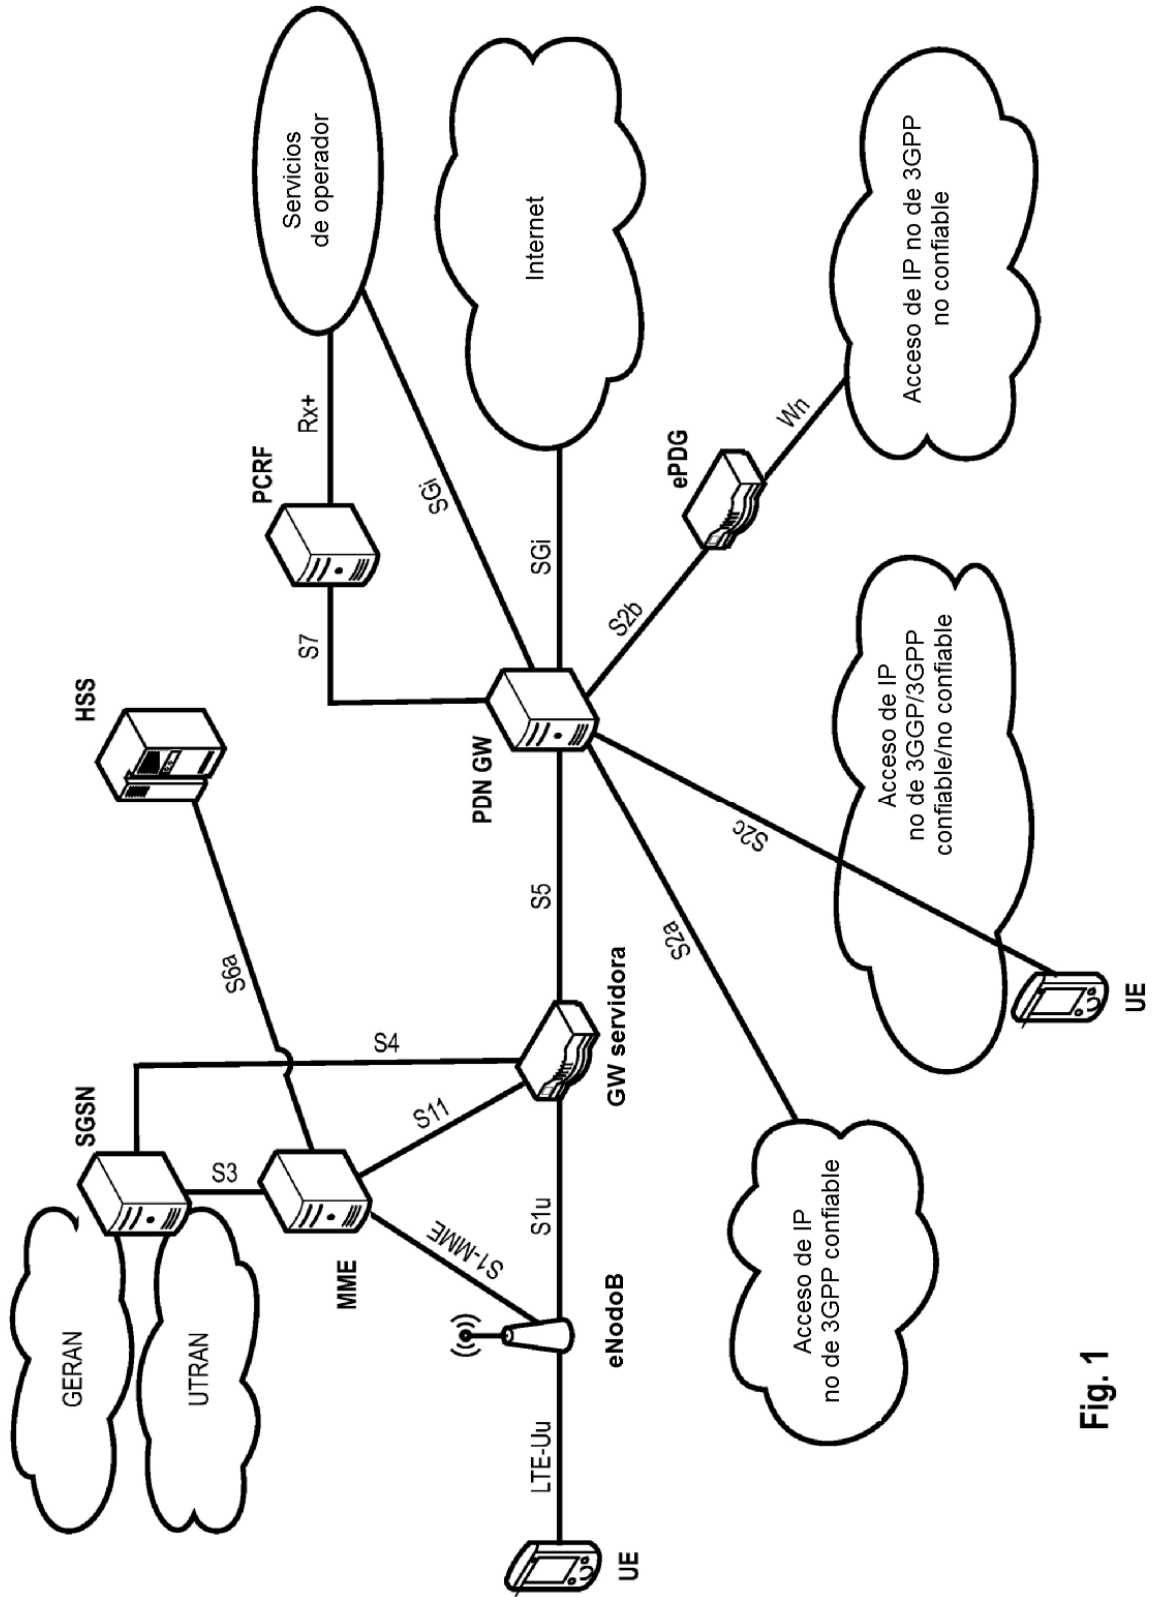 GERAN
UTRAN
SGSN
S3
MME
S6a
HSS
S4
S11
S1-MME
UE
LTE-Uu
eNodoB
S1u
GW servidora
S5
PDN GW
S7
PCRF
Rx+
Servicios
de operador
SGi
SGi
Internet
S2a
S2c
S2b
ePDG
Wn
Acceso de IP
no de 3GPP confiable
Acceso de IP
no de 3GGP/3GPP
confiable/no confiable
UE
Acceso de IP no de 3GPP
no confiable
Fig. 1